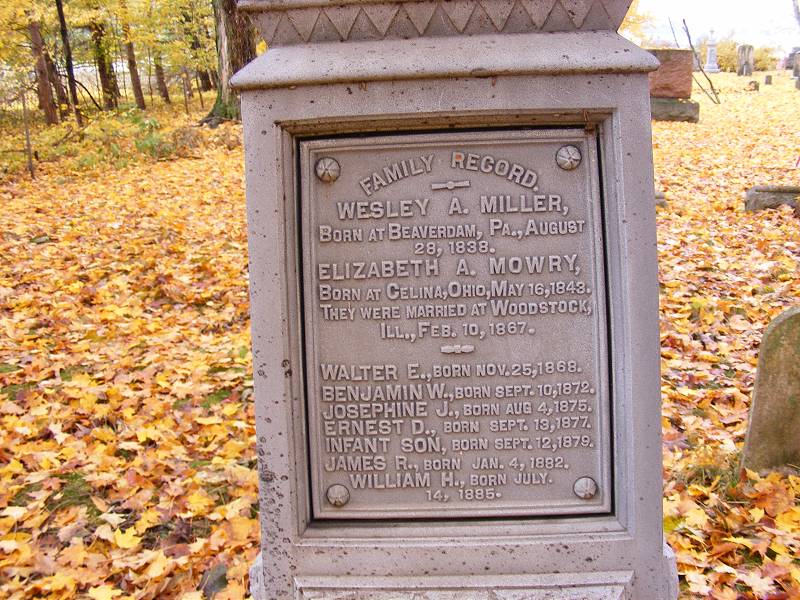 FAMILY RECORD.
WESLEY A. MILLER,
BORN AT BEAVERDAM, PA., AUGUST
28, 1838.
ELIZABETH A. MOWRY,
BORN AT CELINA, OHIO, MAY 16, 1843.
THEY WERE MARRIED AT WOODSTOCK,
ILL., FEB. 10, 1867.
WALTER E., BORN NOV. 25, 1868.
BENJAMIN W., BORN SEPT. 10, 1872.
JOSEPHINE J., BORN AUG 4, 1875.
ERNEST D., BORN SEPT. 13, 1877.
INFANT SON, BORN SEPT. 12, 1879.
JAMES R., BORN JAN. 4, 1882.
WILLIAM H., BORN JULY.
14, 1885.